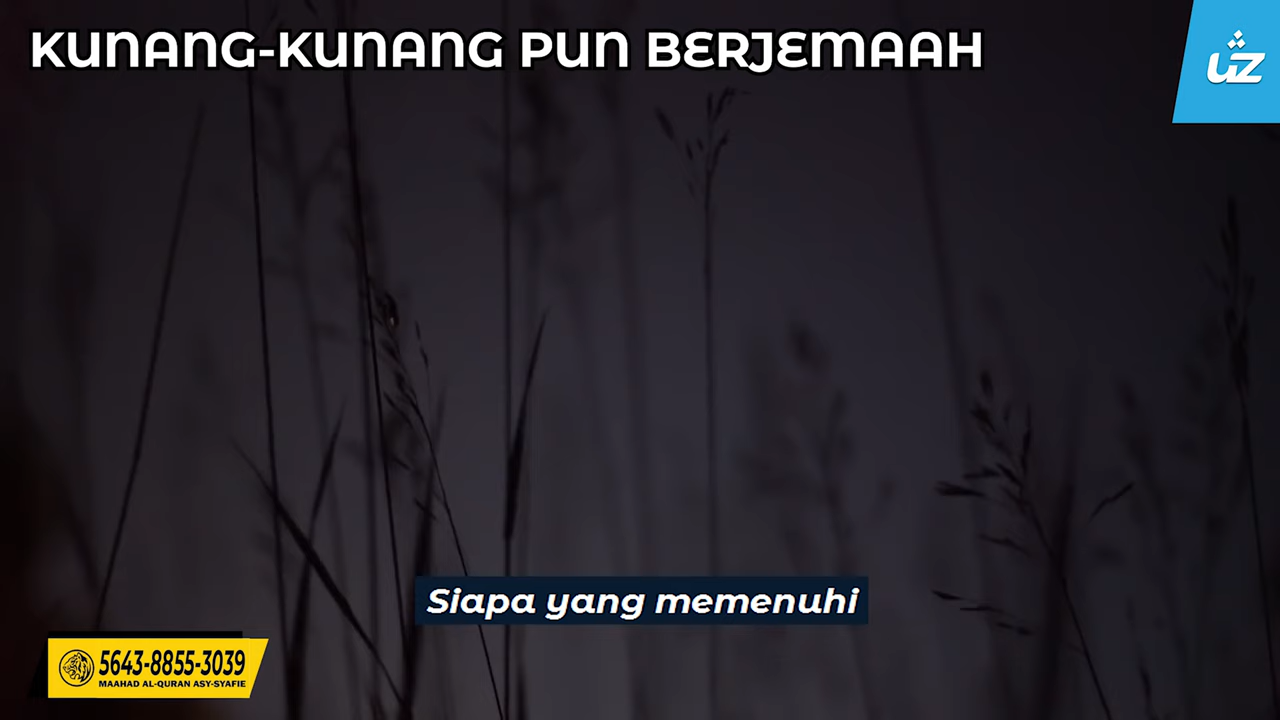 KUNANG-KUNANG PUN BERJEMAAH
Siapa yang memenuhi
5643-8855-3039
MAAHAD AL-QURAN ASY-SYAFIE